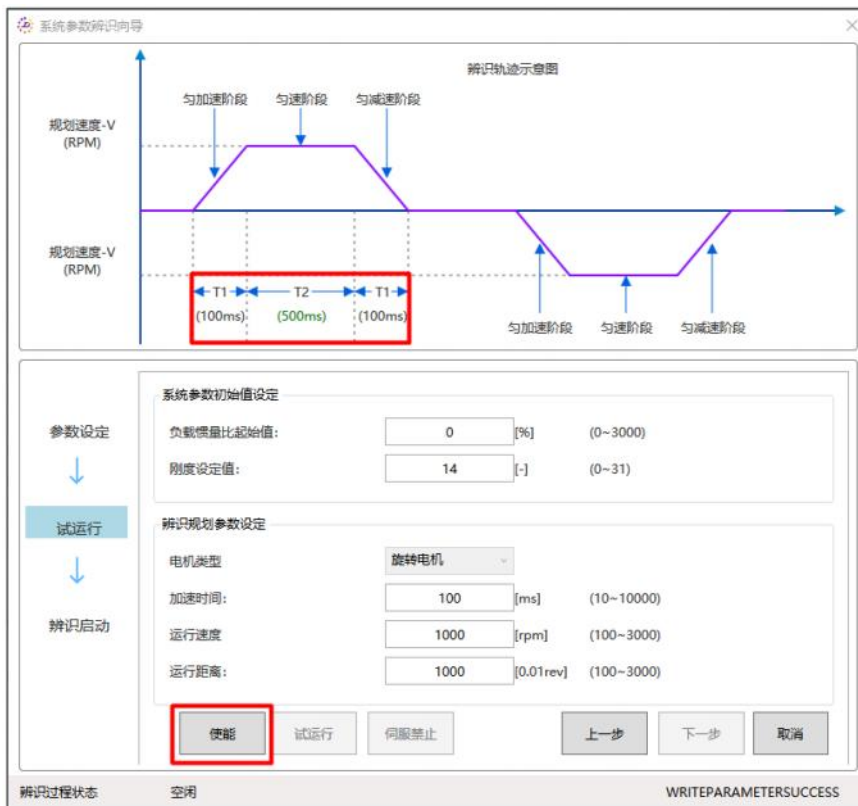 系统参数辨识向导
辨识轨迹示意图
匀加速阶段 匀速阶段 匀减速阶段
规划速度-V
(RPM)
规划速度-V
(RPM)
T1 T2 T1
(100ms) (500ms) (100ms)
匀加速阶段 匀速阶段 匀减速阶段
参数设定
试运行
辨识启动
系统参数初始值设定
负载惯量比起始值: 0 [%] (0~3000)
刚度设定值: 14 [-] (0~31)
辨识规划参数设定
电机类型 旋转电机
加速时间: 100 [ms] (10~10000)
运行速度 1000 [rpm] (100~3000)
运行距离: 1000 [0.01rev] (100~3000)
使能 试运行 伺服禁止 上一步 下一步 取消
辨识过程状态 空闲 WRITEPARAMETERSUCCESS